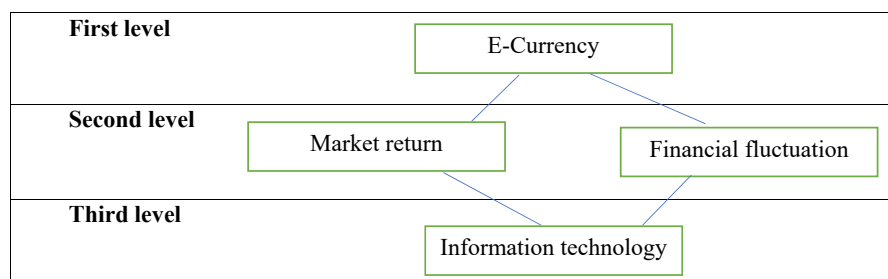 First level
E-Currency
Second level
Market return
Financial fluctuation
Third level
Information technology